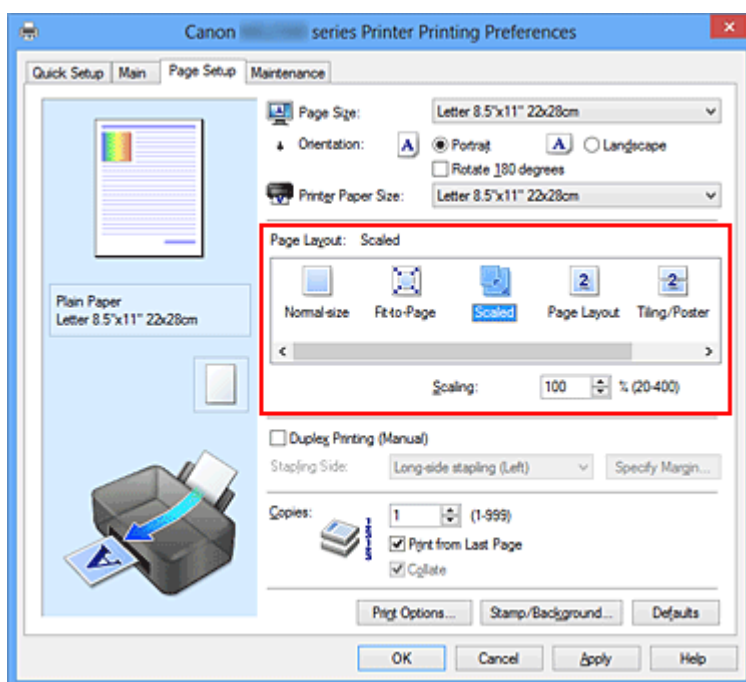 Canon series Printer Printing Preferences
Quick Setup Main Page Setup Maintenance
Page Size: Letter 8.5"x11" 22x28cm
Orientation: A Portrait A Landscape
Rotate 180 degrees
Printer Paper Size: Letter 8.5"x11" 22x28cm
Page Layout: Scaled
Normal-size Fit-to-Page Scaled Page Layout Tiling/Poster
Scaling: 100 % (20-400)
Plain Paper
Letter 8.5"x11" 22x28cm
Duplex Printing (Manual)
Stapling Side: Long-side stapling (Left) Specify Margin...
Copies: 1 (1-999)
Print from Last Page
Collate
Print Options... Stamp/Background... Defaults
OK Cancel Apply Help